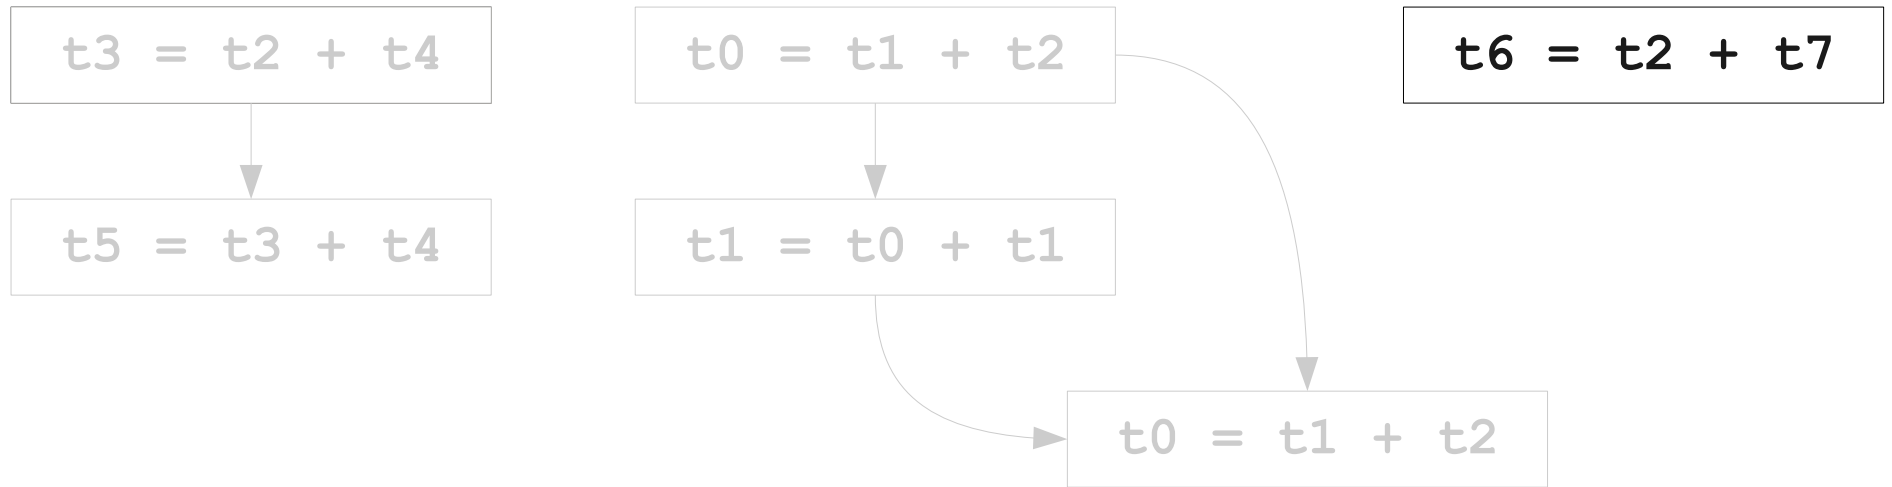 t3 = t2 + t4
t0 = t1 + t2
t6 = t2 + t7
t5 = t3 + t4
t1 = t0 + t1
t0 = t1 + t2